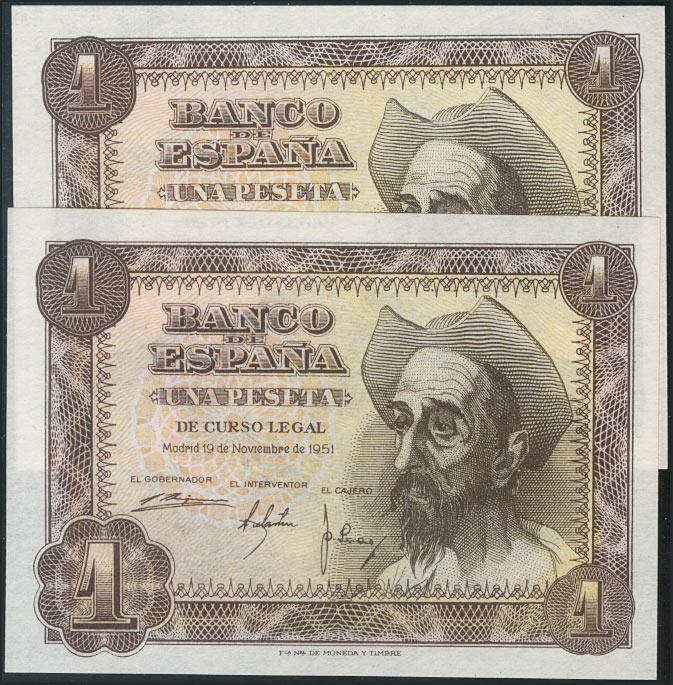 1 1
BANCO
DE
ESPAÑA
UNA PESETA
1 1
BANCO
DE
ESPAÑA
UNA PESETA
DE CURSO LEGAL
Madrid 19 de Noviembre de 1951
EL GOBERNADOR EL INTERVENTOR EL CAJERO
1 1
Fca Nal DE MONEDA Y TIMBRE